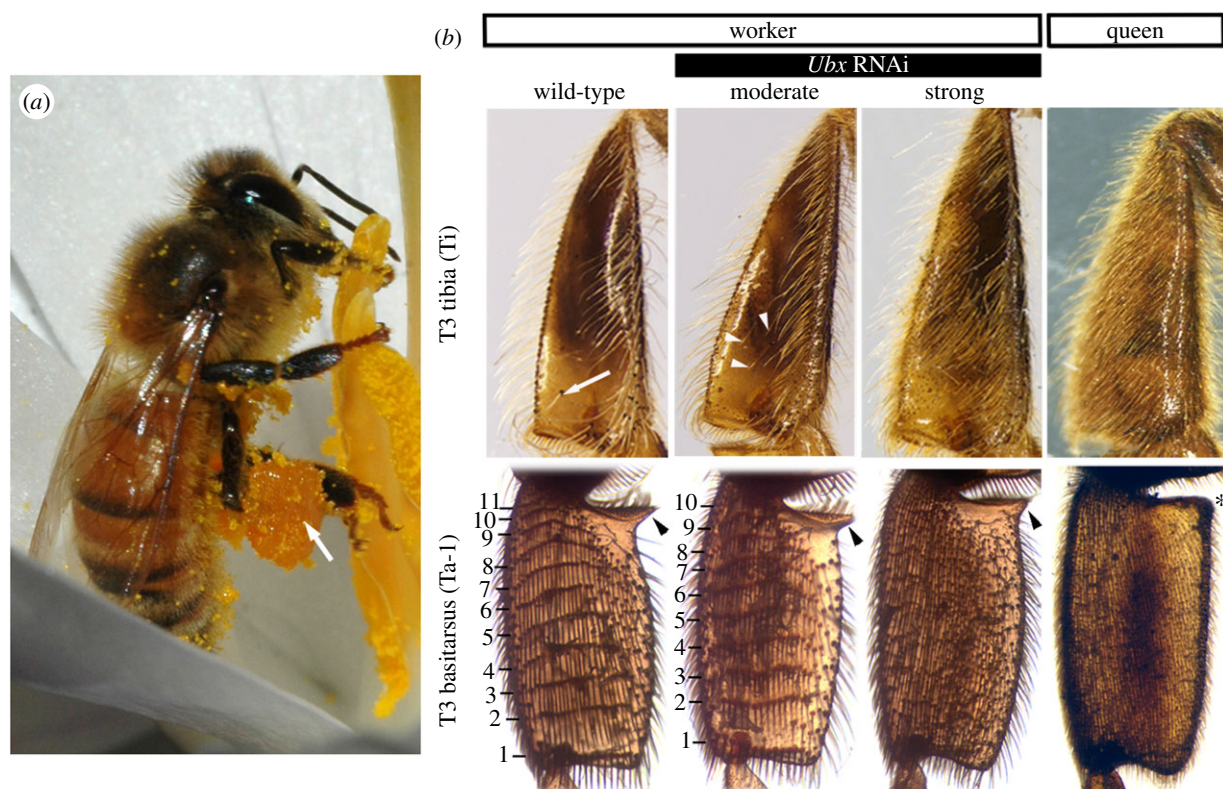 (a)
(b)
worker
queen
Ubx RNAi
wild-type
moderate
strong
T3 tibia (Ti)
T3 basitarsus (Ta-1)
11
10
9
8
7
6
5
4
3
2
1
10
9
8
7
6
5
4
3
2
1
*